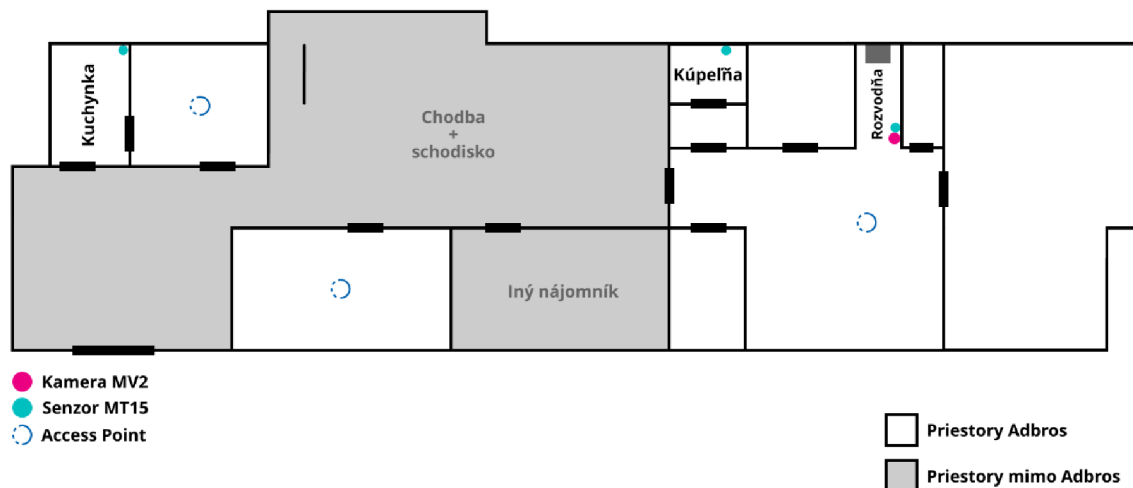 Kuchynka
Chodba
+
schodisko
Kúpeľňa
Rozvodňa
Iný nájomník
Kamera MV2
Senzor MT15
Access Point
Priestory Adbros
Priestory mimo Adbros